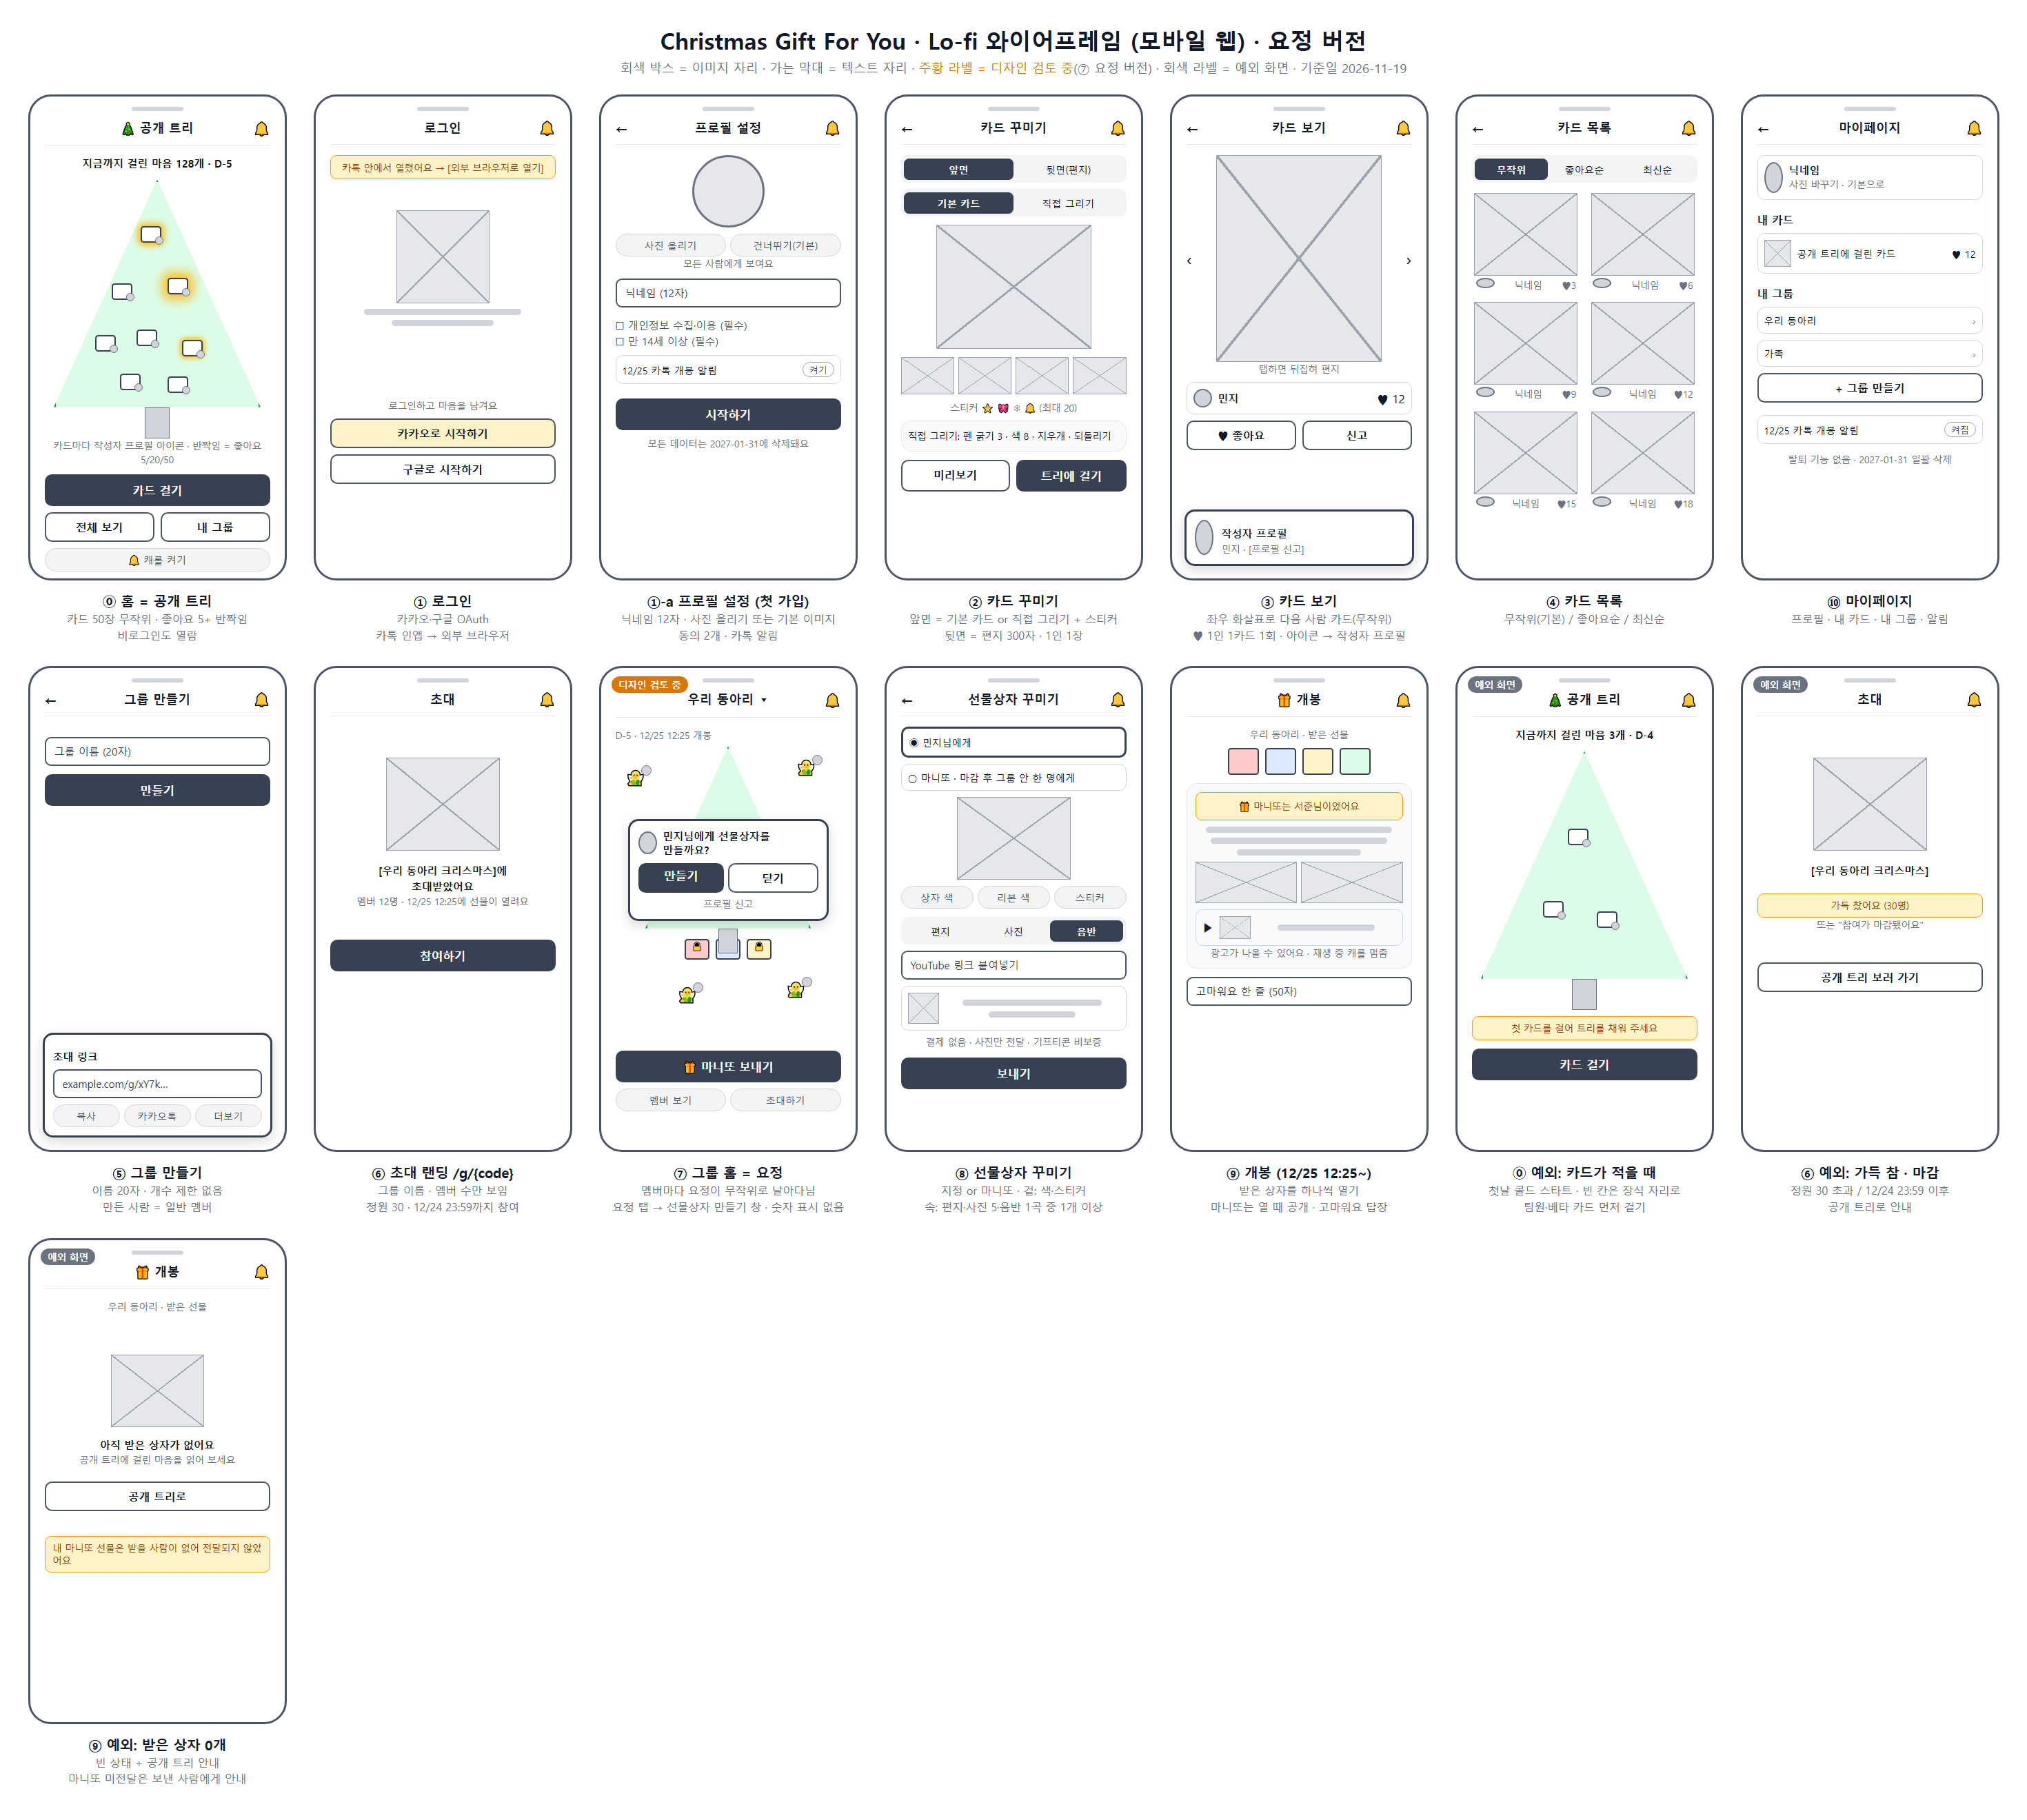 Christmas Gift For You · Lo-fi 와이어프레임 (모바일 웹) · 요정 버전
회색 박스 = 이미지 자리 · 가는 막대 = 텍스트 자리 · 주황 라벨 = 디자인 검토 중(⑦ 요정 버전) · 회색 라벨 = 예외 화면 · 기준일 2026-11-19
🎄 공개 트리 🔔
지금까지 걸린 마음 128개 · D-5
카드마다 작성자 프로필 아이콘 · 반짝임 = 좋아요
5/20/50
카드 걸기
전체 보기
내 그룹
🔔 캐롤 켜기
⓪ 홈 = 공개 트리
카드 50장 무작위 · 좋아요 5+ 반짝임
비로그인도 열람
로그인 🔔
카톡 안에서 열렸어요 → [외부 브라우저로 열기]
로그인하고 마음을 남겨요
카카오로 시작하기
구글로 시작하기
① 로그인
카카오·구글 OAuth
카톡 인앱 → 외부 브라우저
← 프로필 설정 🔔
사진 올리기
건너뛰기(기본)
모든 사람에게 보여요
닉네임 (12자)
☐ 개인정보 수집·이용 (필수)
☐ 만 14세 이상 (필수)
12/25 카톡 개봉 알림 켜기
시작하기
모든 데이터는 2027-01-31에 삭제돼요
①-a 프로필 설정 (첫 가입)
닉네임 12자 · 사진 올리기 또는 기본 이미지
동의 2개 · 카톡 알림
← 카드 꾸미기 🔔
앞면
뒷면(편지)
기본 카드
직접 그리기
스티커 ⭐ 🎀 ❄ 🔔 (최대 20)
직접 그리기: 펜 굵기 3 · 색 8 · 지우개 · 되돌리기
미리보기
트리에 걸기
② 카드 꾸미기
앞면 = 기본 카드 or 직접 그리기 + 스티커
뒷면 = 편지 300자 · 1인 1장
← 카드 보기 🔔
‹ ›
탭하면 뒤집혀 편지
민지 ♥ 12
♥ 좋아요
신고
작성자 프로필
민지 · [프로필 신고]
③ 카드 보기
좌우 화살표로 다음 사람 카드(무작위)
♥ 1인 1카드 1회 · 아이콘 → 작성자 프로필
← 카드 목록 🔔
무작위
좋아요순
최신순
닉네임 ♥3
닉네임 ♥6
닉네임 ♥9
닉네임 ♥12
닉네임 ♥15
닉네임 ♥18
④ 카드 목록
무작위(기본) / 좋아요순 / 최신순
← 마이페이지 🔔
닉네임
사진 바꾸기 · 기본으로
내 카드
공개 트리에 걸린 카드 ♥ 12
내 그룹
우리 동아리 ›
가족 ›
+ 그룹 만들기
12/25 카톡 개봉 알림 켜짐
탈퇴 기능 없음 · 2027-01-31 일괄 삭제
⑩ 마이페이지
프로필 · 내 카드 · 내 그룹 · 알림
← 그룹 만들기 🔔
그룹 이름 (20자)
만들기
초대 링크
example.com/g/xY7k...
복사
카카오톡
더보기
⑤ 그룹 만들기
이름 20자 · 개수 제한 없음
만든 사람 = 일반 멤버
초대 🔔
[우리 동아리 크리스마스]에
초대받았어요
멤버 12명 · 12/25 12:25에 선물이 열려요
참여하기
⑥ 초대 랜딩 /g/{code}
그룹 이름 · 멤버 수만 보임
정원 30 · 12/24 23:59까지 참여
디자인 검토 중
우리 동아리 ▾ 🔔
D-5 · 12/25 12:25 개봉
민지님에게 선물상자를
만들까요?
만들기
닫기
프로필 신고
🎁 마니또 보내기
멤버 보기
초대하기
⑦ 그룹 홈 = 요정
멤버마다 요정이 무작위로 날아다님
요정 탭 → 선물상자 만들기 창 · 숫자 표시 없음
← 선물상자 꾸미기 🔔
◉ 민지님에게
○ 마니또 · 마감 후 그룹 안 한 명에게
상자 색
리본 색
스티커
편지
사진
음반
YouTube 링크 붙여넣기
결제 없음 · 사진만 전달 · 기프티콘 비보증
보내기
⑧ 선물상자 꾸미기
지정 or 마니또 · 겉: 색·스티커
속: 편지·사진 5·음반 1곡 중 1개 이상
🎁 개봉 🔔
우리 동아리 · 받은 선물
🎁 마니또는 서준님이었어요
▶
광고가 나올 수 있어요 · 재생 중 캐롤 멈춤
고마워요 한 줄 (50자)
⑨ 개봉 (12/25 12:25~)
받은 상자를 하나씩 열기
마니또는 열 때 공개 · 고마워요 답장
예외 화면
🎄 공개 트리 🔔
지금까지 걸린 마음 3개 · D-4
첫 카드를 걸어 트리를 채워 주세요
카드 걸기
⓪ 예외: 카드가 적을 때
첫날 콜드 스타트 · 빈 칸은 장식 자리로
팀원·베타 카드 먼저 걸기
예외 화면
초대 🔔
[우리 동아리 크리스마스]
가득 찼어요 (30명)
또는 "참여가 마감됐어요"
공개 트리 보러 가기
⑥ 예외: 가득 참 · 마감
정원 30 초과 / 12/24 23:59 이후
공개 트리로 안내
예외 화면
🎁 개봉 🔔
우리 동아리 · 받은 선물
아직 받은 상자가 없어요
공개 트리에 걸린 마음을 읽어 보세요
공개 트리로
내 마니또 선물은 받을 사람이 없어 전달되지 않았
어요
⑨ 예외: 받은 상자 0개
빈 상태 + 공개 트리 안내
마니또 미전달은 보낸 사람에게 안내